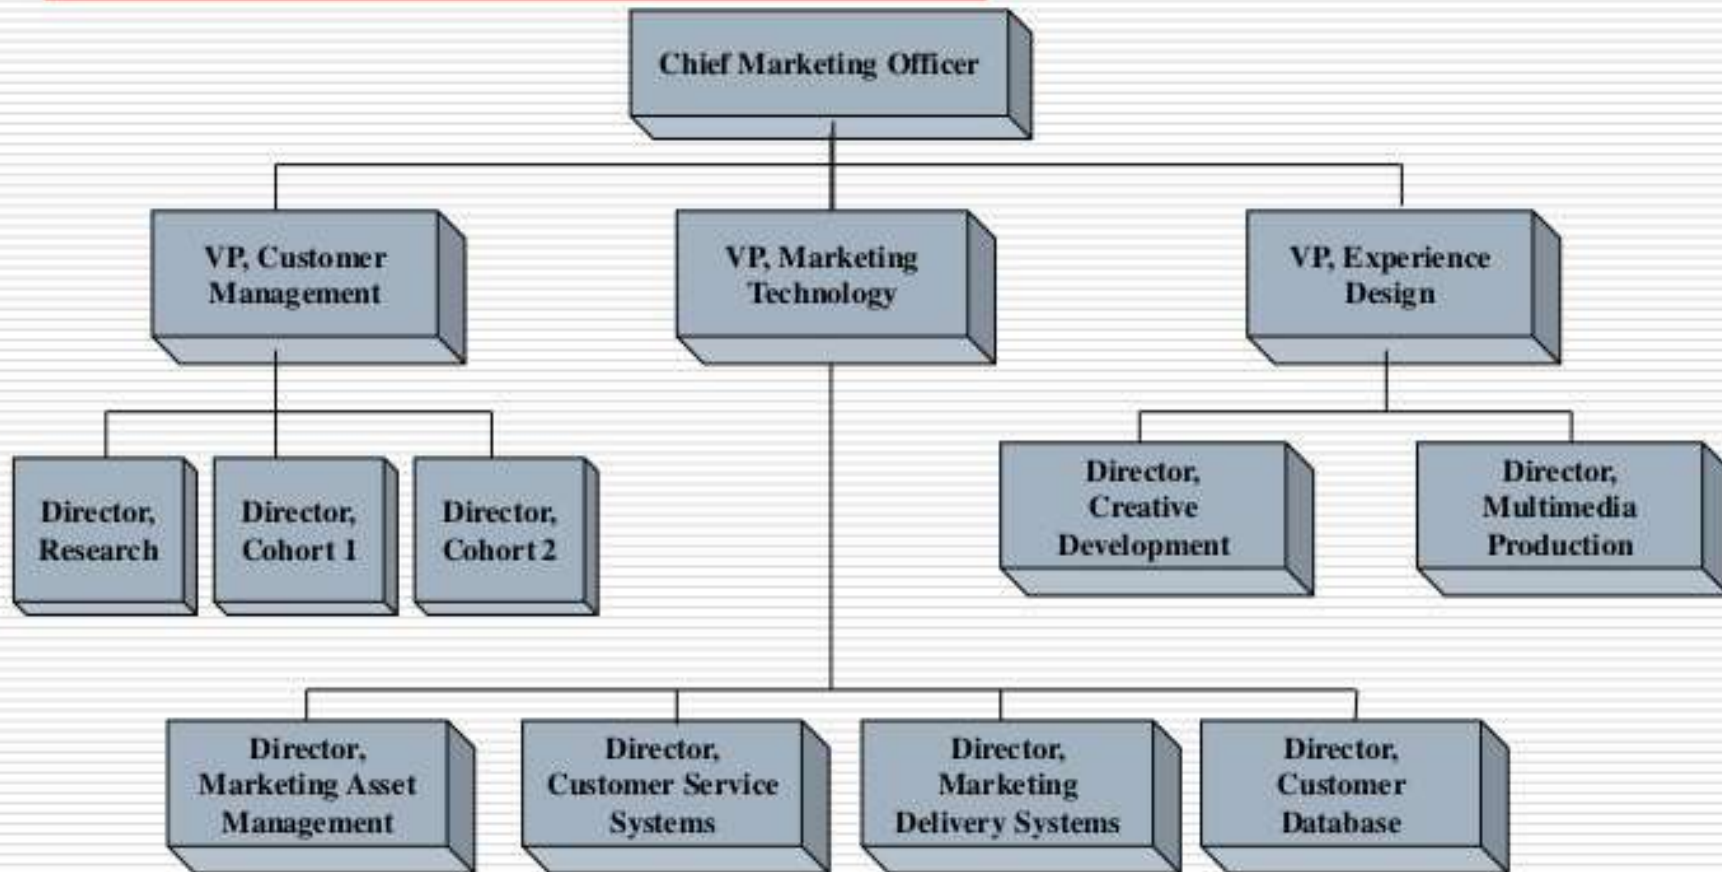 Chief Marketing Officer
VP, Customer
Management
VP, Marketing
Technology
VP, Experience
Design
Director,
Research
Director,
Cohort 1
Director,
Cohort 2
Director,
Creative
Development
Director,
Multimedia
Production
Director,
Marketing Asset
Management
Director,
Customer Service
Systems
Director,
Marketing
Delivery Systems
Director,
Customer
Database